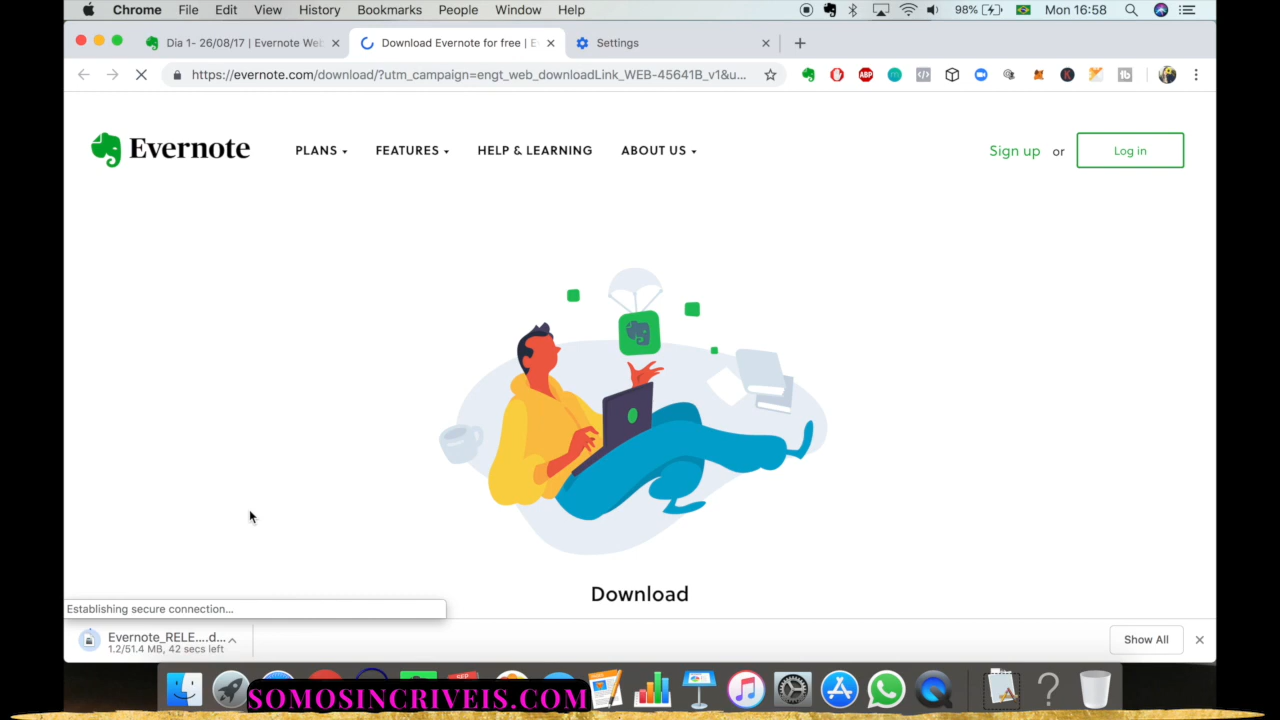 Chrome File Edit View History Bookmarks People Window Help 98% Mon 16:58
Dia 1- 26/08/17 | Evernote Web Download Evernote for free | E Settings
https://evernote.com/download/?utm_campaign=engt_web_downloadLink_WEB-45641B_v1&u...
Evernote PLANS FEATURES HELP & LEARNING ABOUT US Sign up or Log in
Download
Establishing secure connection...
Evernote_RELE....d...
1.2/51.4 MB, 42 secs left
Show All
SOMOSINCRIVEIS.COM